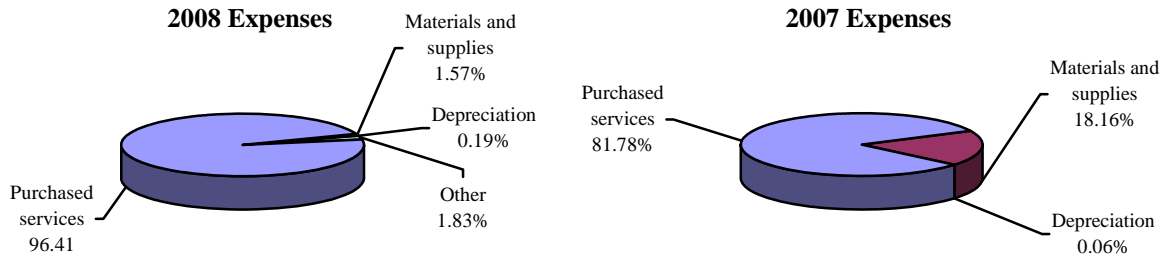 2008 Expenses
Materials and
supplies
1.57%
Depreciation
0.19%
Other
1.83%
Purchased
services
96.41
2007 Expenses
Purchased
services
81.78%
Materials and
supplies
18.16%
Depreciation
0.06%